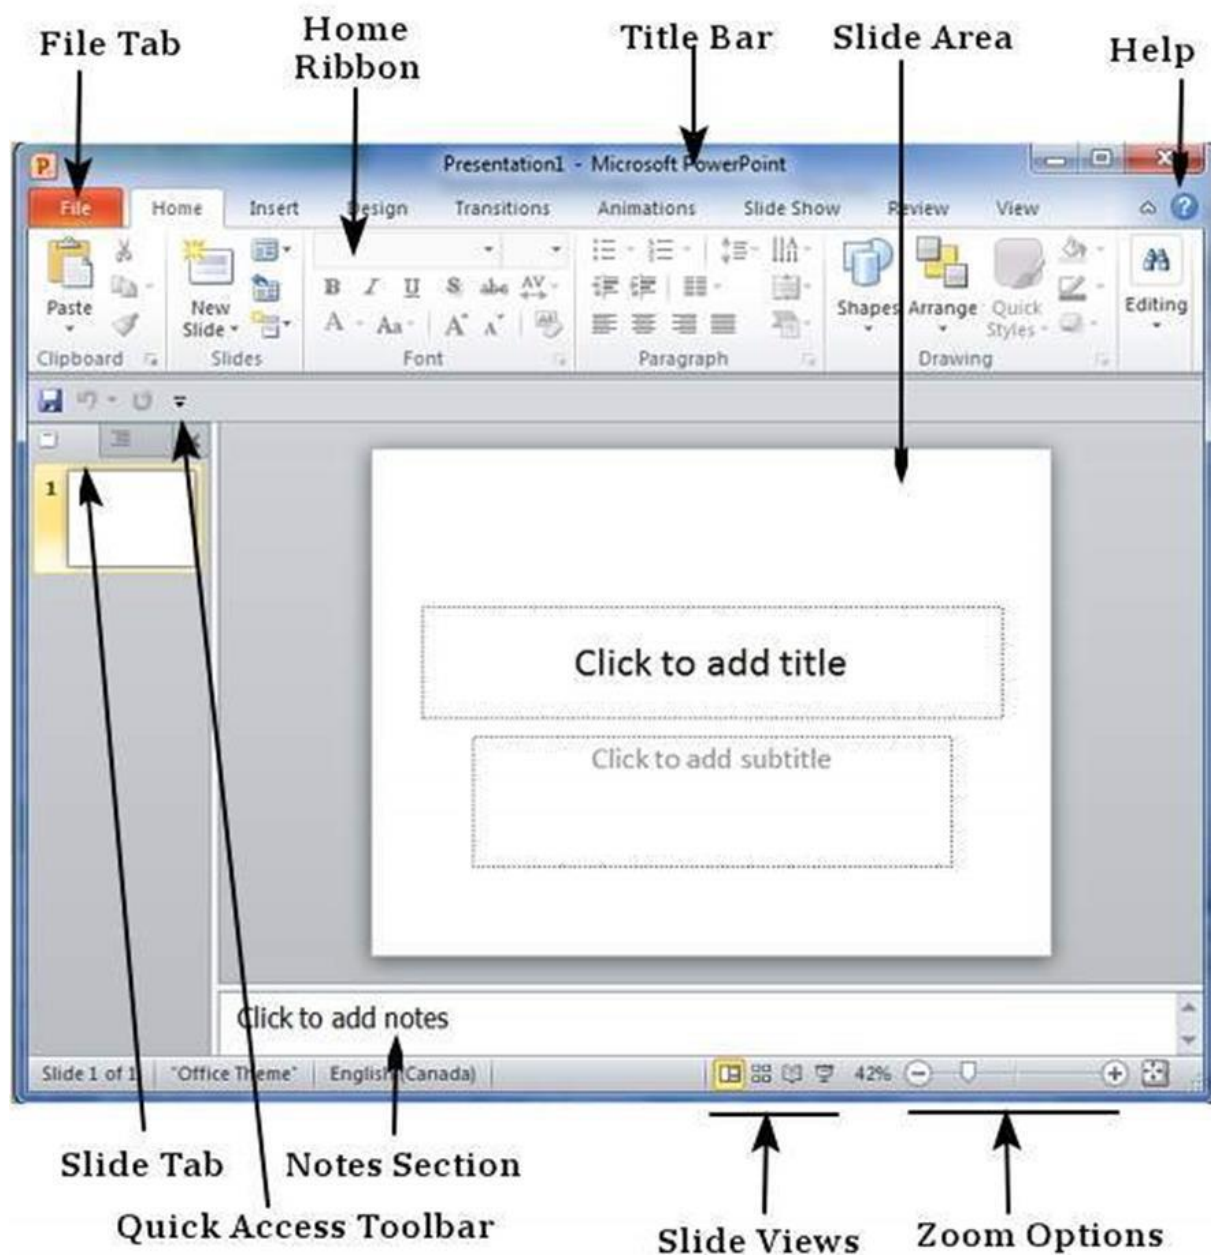 File Tab
Home
Ribbon
Title Bar
Slide Area
Help
P
Presentation1 - Microsoft PowerPoint
File Home Insert Design Transitions Animations Slide Show Review View
Paste
New
Slide
B I U S abc AV
A Aa A A
Shapes Arrange Quick
Styles
Editing
Clipboard Slides Font Paragraph Drawing
1
Click to add title
Click to add subtitle
Click to add notes
Slide 1 of 1 "Office Theme" English (Canada) 42%
Slide Tab
Notes Section
Quick Access Toolbar
Slide Views
Zoom Options